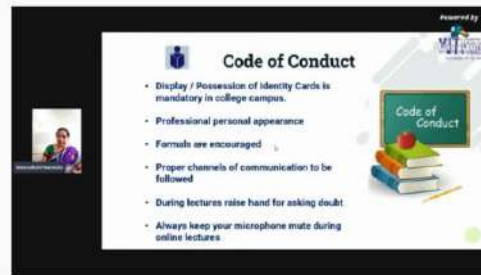 Powered by
Code of Conduct
• Display / Possession of Identity Cards is
mandatory in college campus.
• Professional personal appearance
• Formals are encouraged
• Proper channels of communication to be
followed
• During lectures raise hand for asking doubt
• Always keep your microphone mute during
online lectures
Code of
Conduct